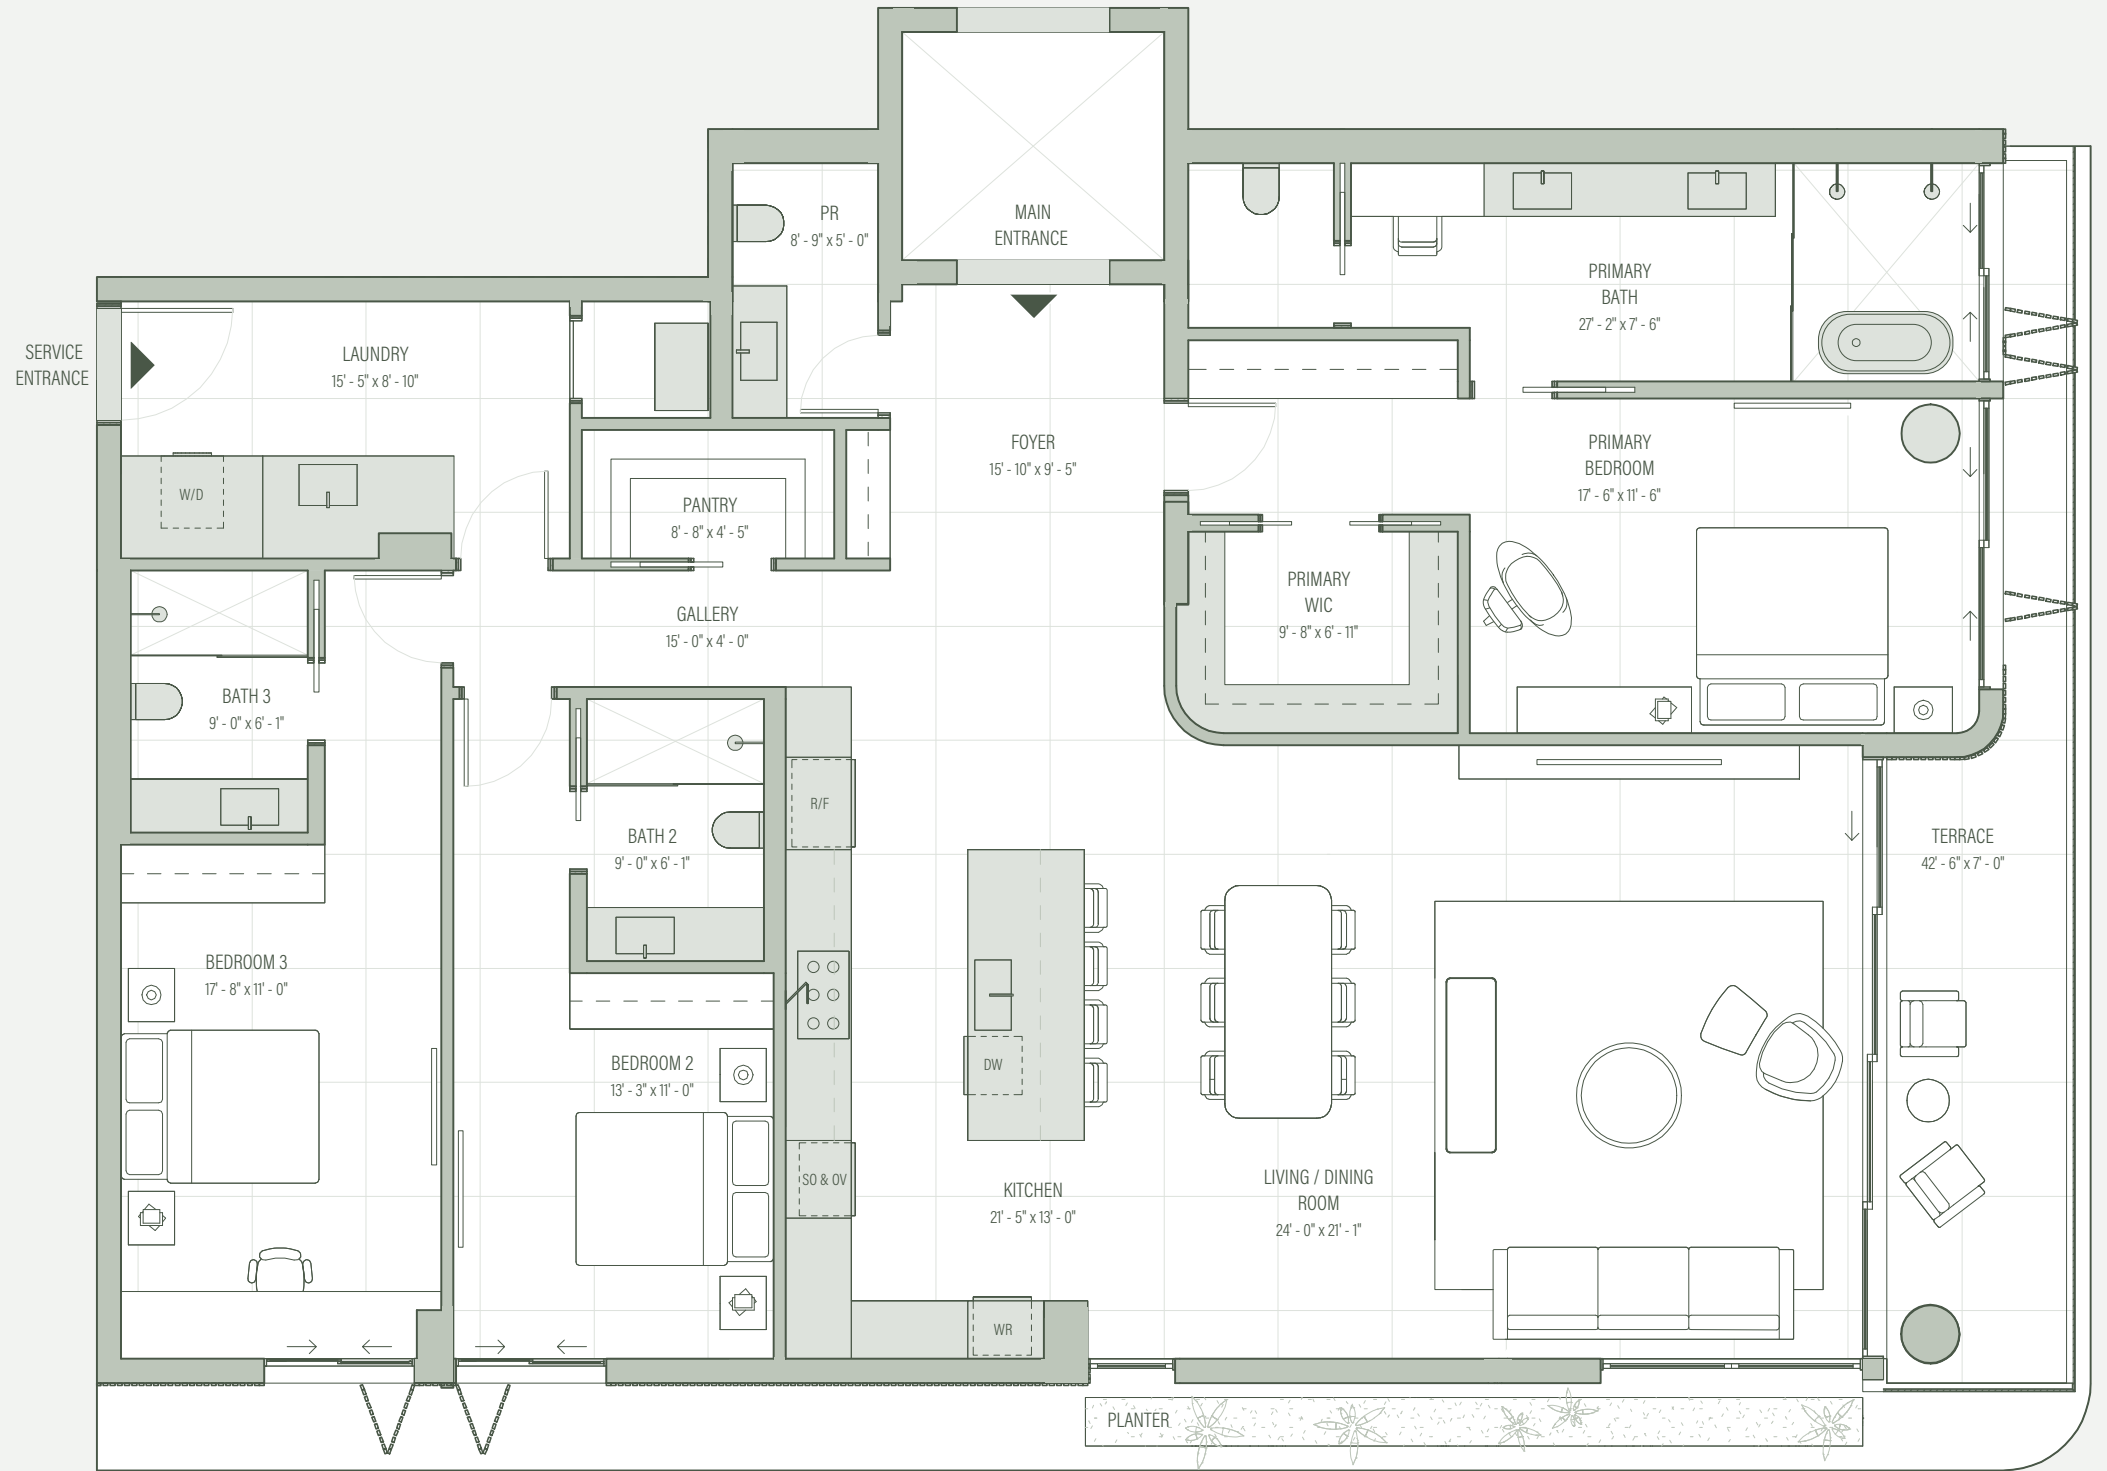 MAIN
ENTRANCE
PR
8' - 9" x 5' - 0"
PRIMARY
BATH
27' - 2" x 7' - 6"
SERVICE
ENTRANCE
LAUNDRY
15' - 5" x 8' - 10"
W/D
PANTRY
8' - 8" x 4' - 5"
FOYER
15' - 10" x 9' - 5"
PRIMARY
BEDROOM
17' - 6" x 11' - 6"
GALLERY
15' - 0" x 4' - 0"
PRIMARY
WIC
9' - 8" x 6' - 11"
BATH 3
9' - 0" x 6' - 1"
BATH 2
9' - 0" x 6' - 1"
R/F
TERRACE
42' - 6" x 7' - 0"
BEDROOM 3
17' - 8" x 11' - 0"
BEDROOM 2
13' - 3" x 11' - 0"
DW
SO & OV
KITCHEN
21' - 5" x 13' - 0"
LIVING / DINING
ROOM
24' - 0" x 21' - 1"
WR
PLANTER